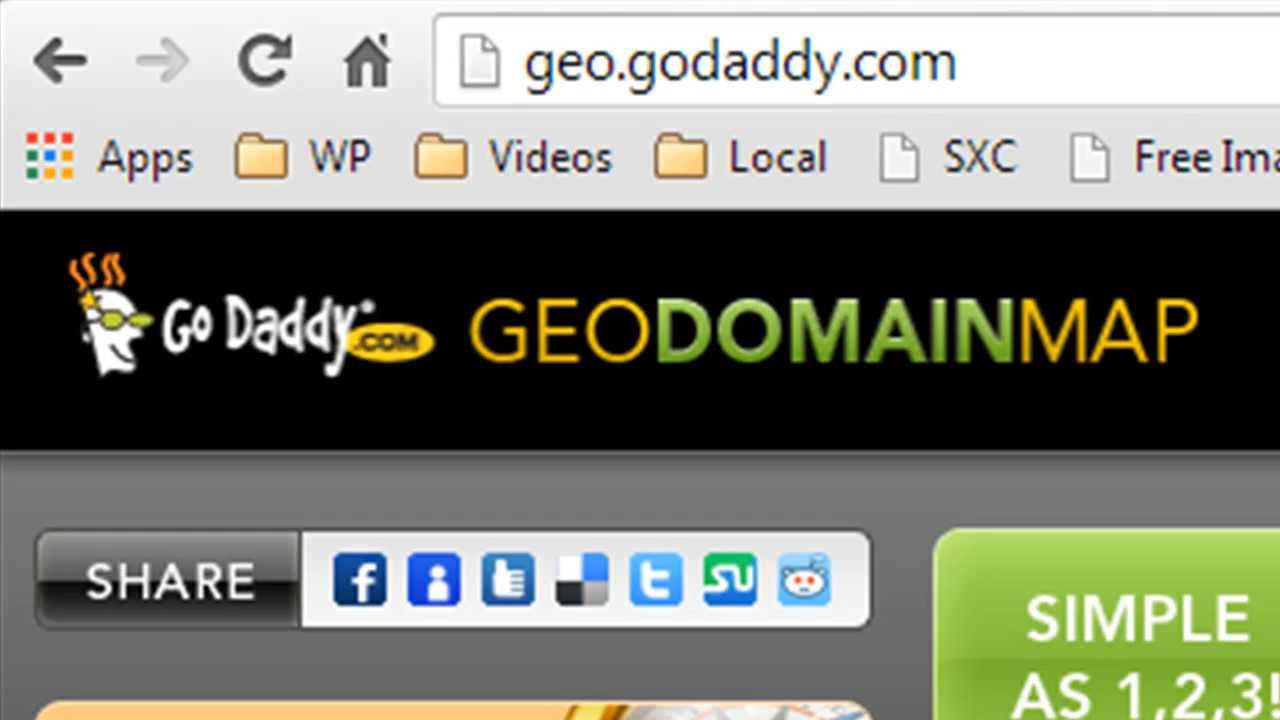 geo.godaddy.com
Apps WP Videos Local SXC Free
Go Daddy .COM GEODOMAINMAP
SHARE
SIMPLE
AS 1,2,3!